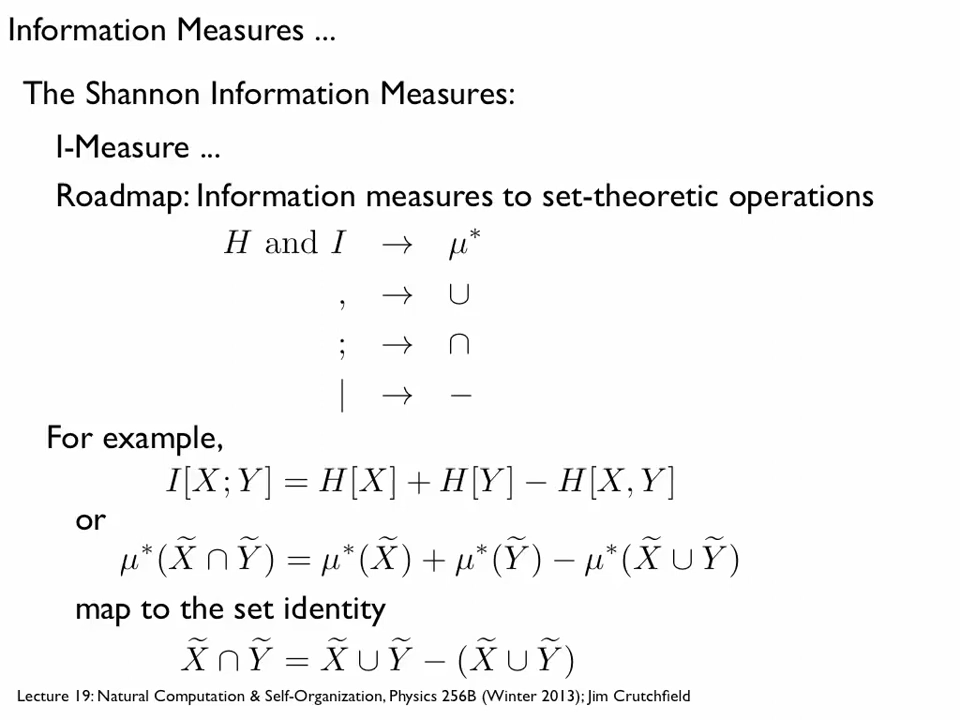 Information Measures ...
The Shannon Information Measures:
I-Measure ...
Roadmap: Information measures to set-theoretic operations
H and I → μ*
, → ∪
; → ∩
| → −
For example,
I[X; Y] = H[X] + H[Y] − H[X, Y]
or
μ*(X̃ ∩ Ỹ) = μ*(X̃) + μ*(Ỹ) − μ*(X̃ ∪ Ỹ)
map to the set identity
X̃ ∩ Ỹ = X̃ ∪ Ỹ − (X̃ ∪ Ỹ)
Lecture 19: Natural Computation & Self-Organization, Physics 256B (Winter 2013); Jim Crutchfield